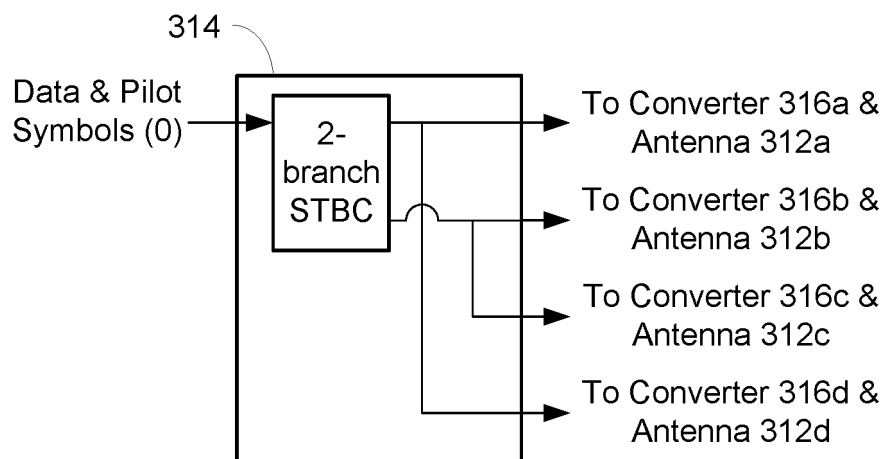 314
Data & Pilot
Symbols (0)
2-
branch
STBC
To Converter 316a &
Antenna 312a
To Converter 316b &
Antenna 312b
To Converter 316c &
Antenna 312c
To Converter 316d &
Antenna 312d